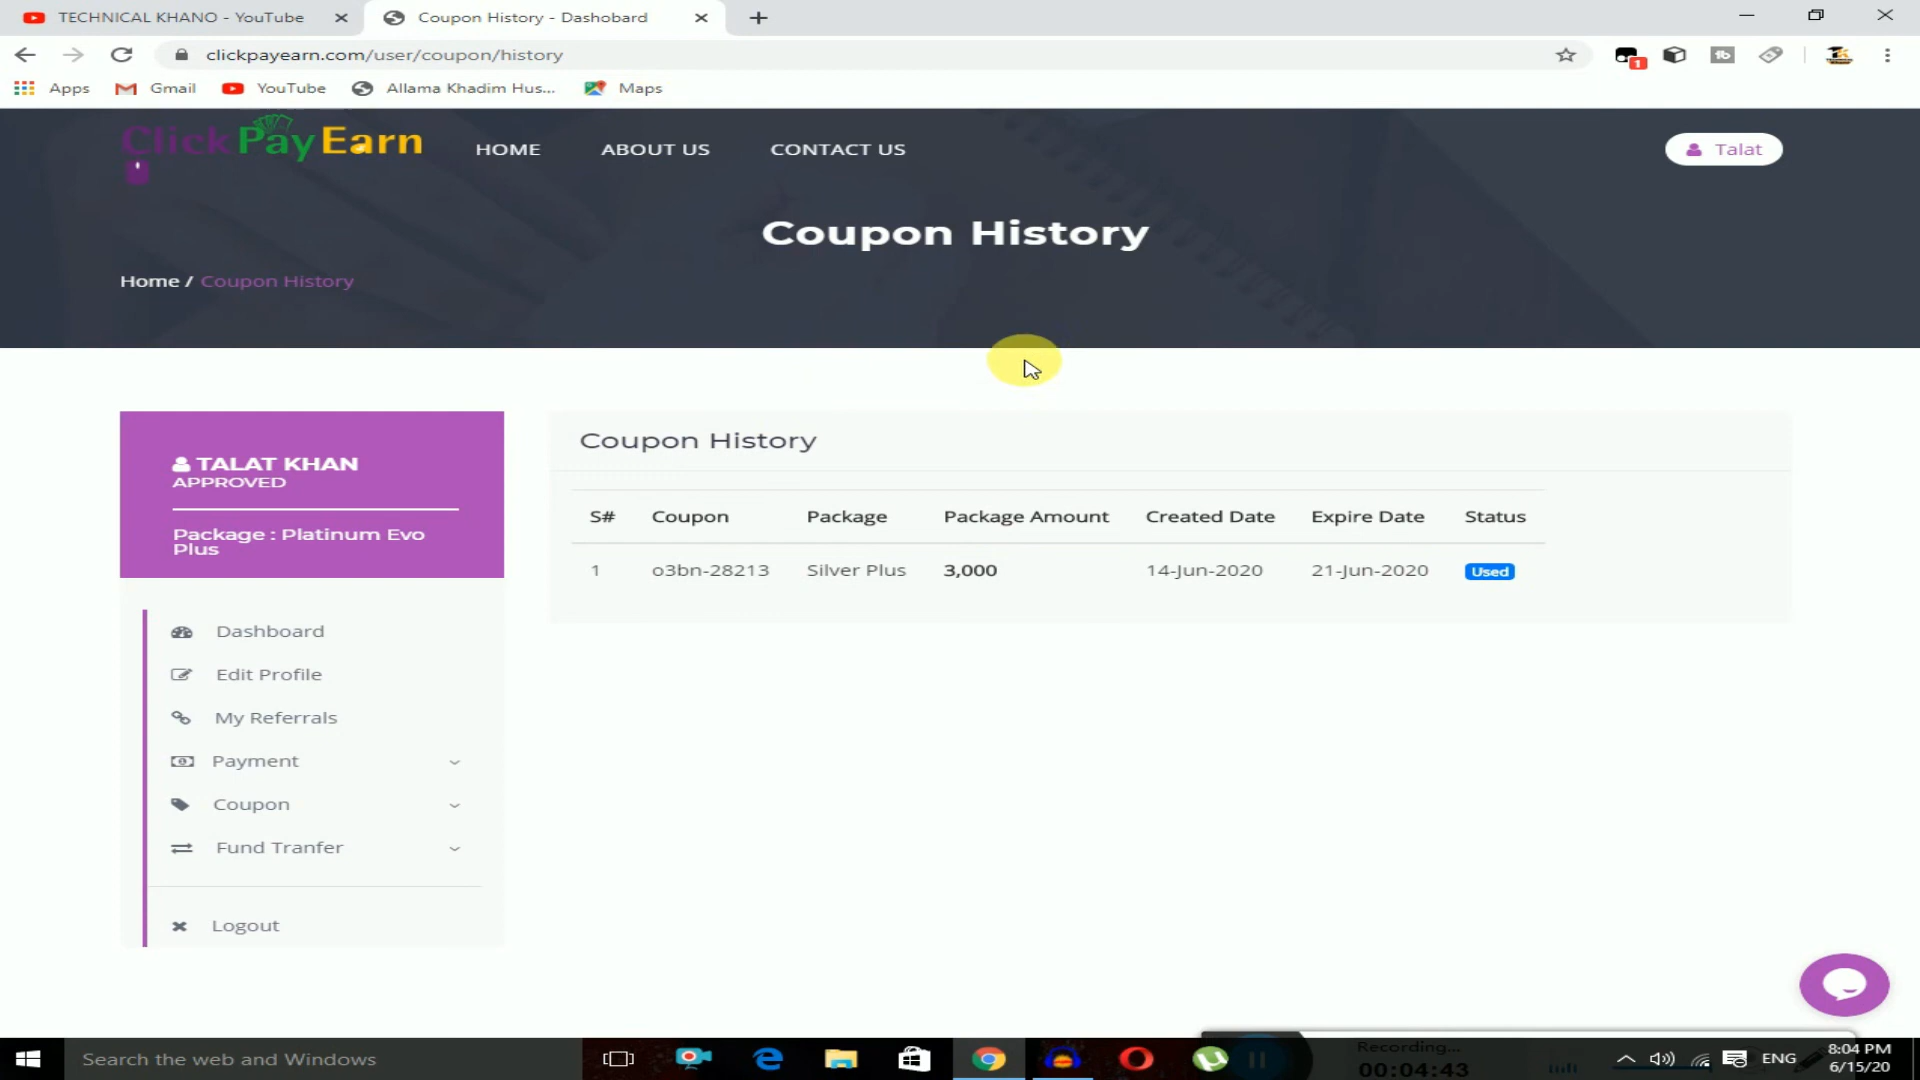 TECHNICAL KHANO - YouTube
Coupon History - Dashobard
clickpayearn.com/user/coupon/history
1
Apps
Gmail
YouTube
Allama Khadim Hus...
Maps
ClickPayEarn
HOME
ABOUT US
CONTACT US
Talat
Coupon History
Home / Coupon History
TALAT KHAN
APPROVED
Package : Platinum Evo
Plus
Dashboard
Edit Profile
My Referrals
Payment
Coupon
Fund Tranfer
Logout
Coupon History
S# Coupon Package Package Amount Created Date Expire Date Status
1 o3bn-28213 Silver Plus 3,000 14-Jun-2020 21-Jun-2020 Used
Search the web and Windows
Recording...
00:04:43
ENG
8:04 PM
6/15/20